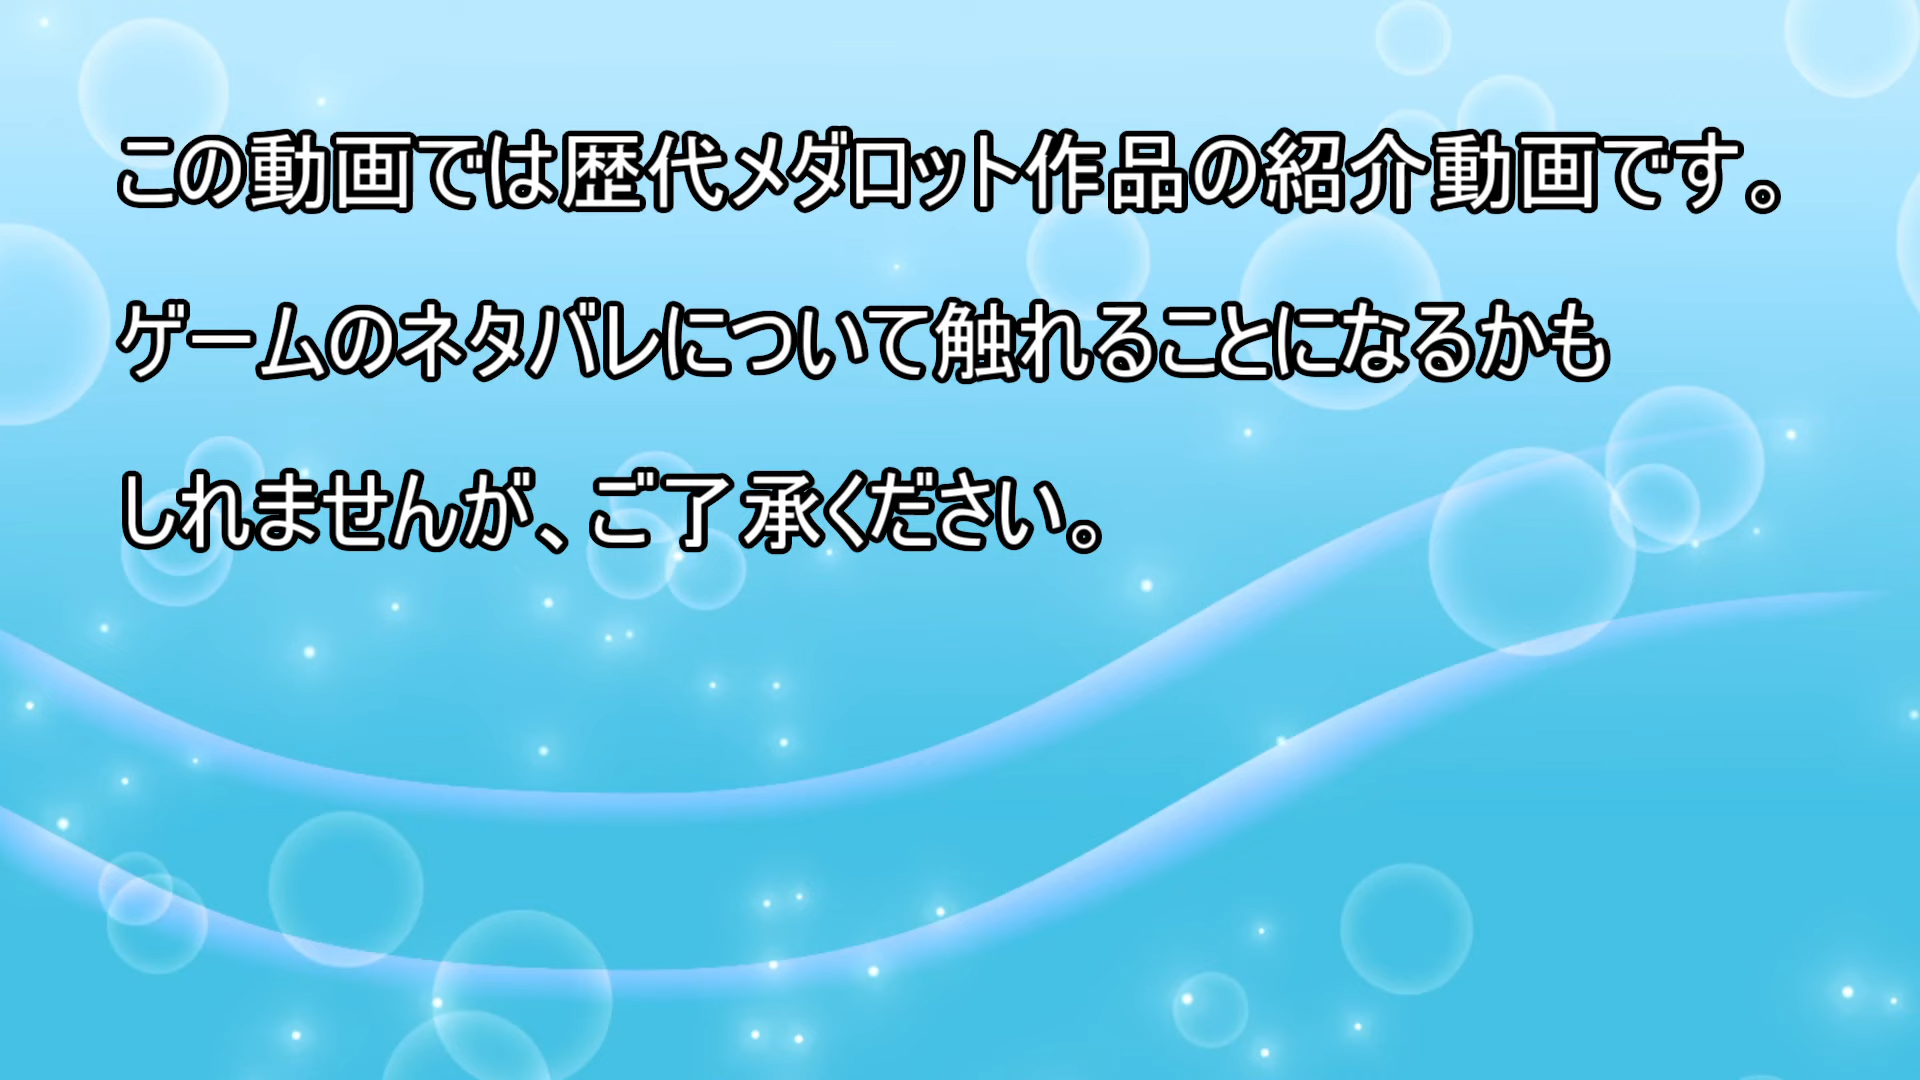 この動画では歴代メダロット作品の紹介動画です。
ゲームのネタバレについて触れることになるかも
しれませんが、ご了承ください。